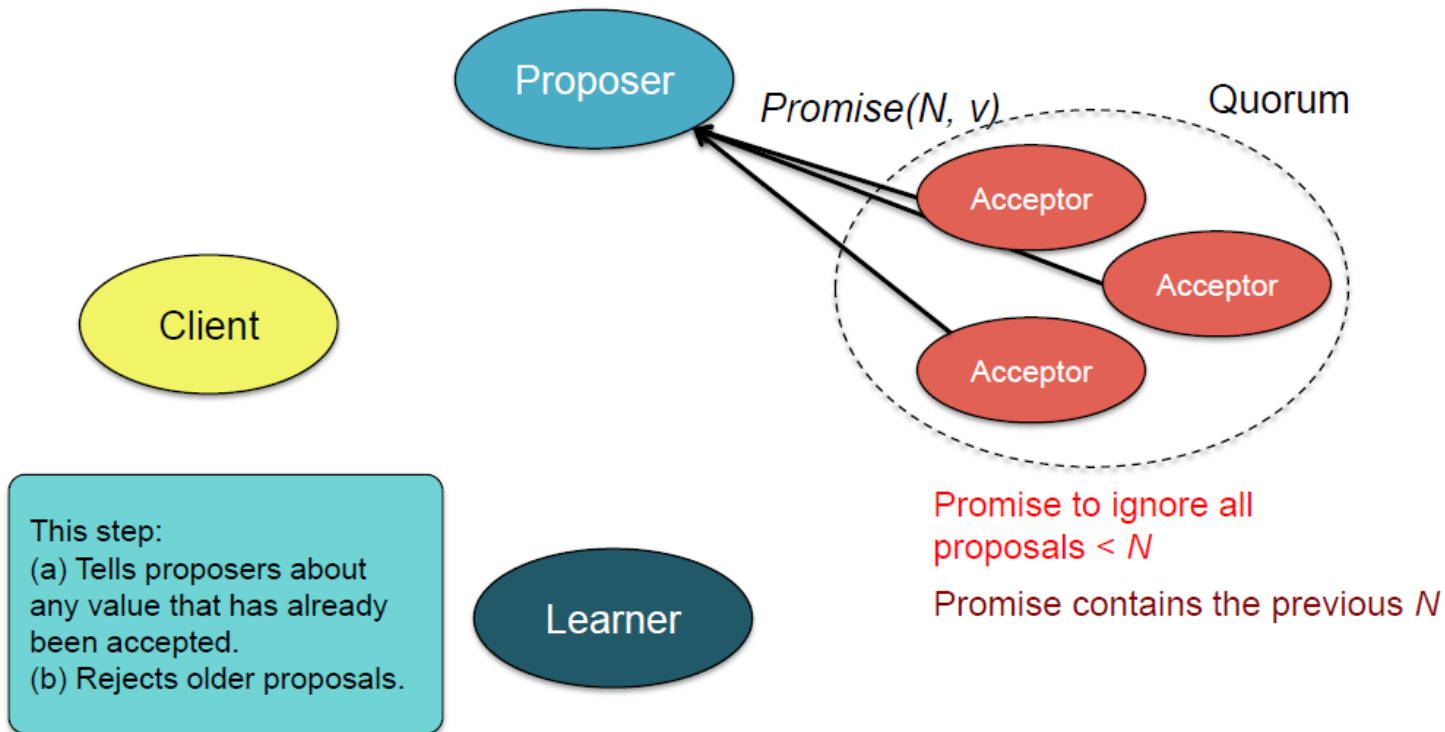 Proposer
Promise(N, v)
Quorum
Acceptor
Acceptor
Acceptor
Client
This step:
(a) Tells proposers about
any value that has already
been accepted.
(b) Rejects older proposals.
Learner
Promise to ignore all
proposals < N
Promise contains the previous N